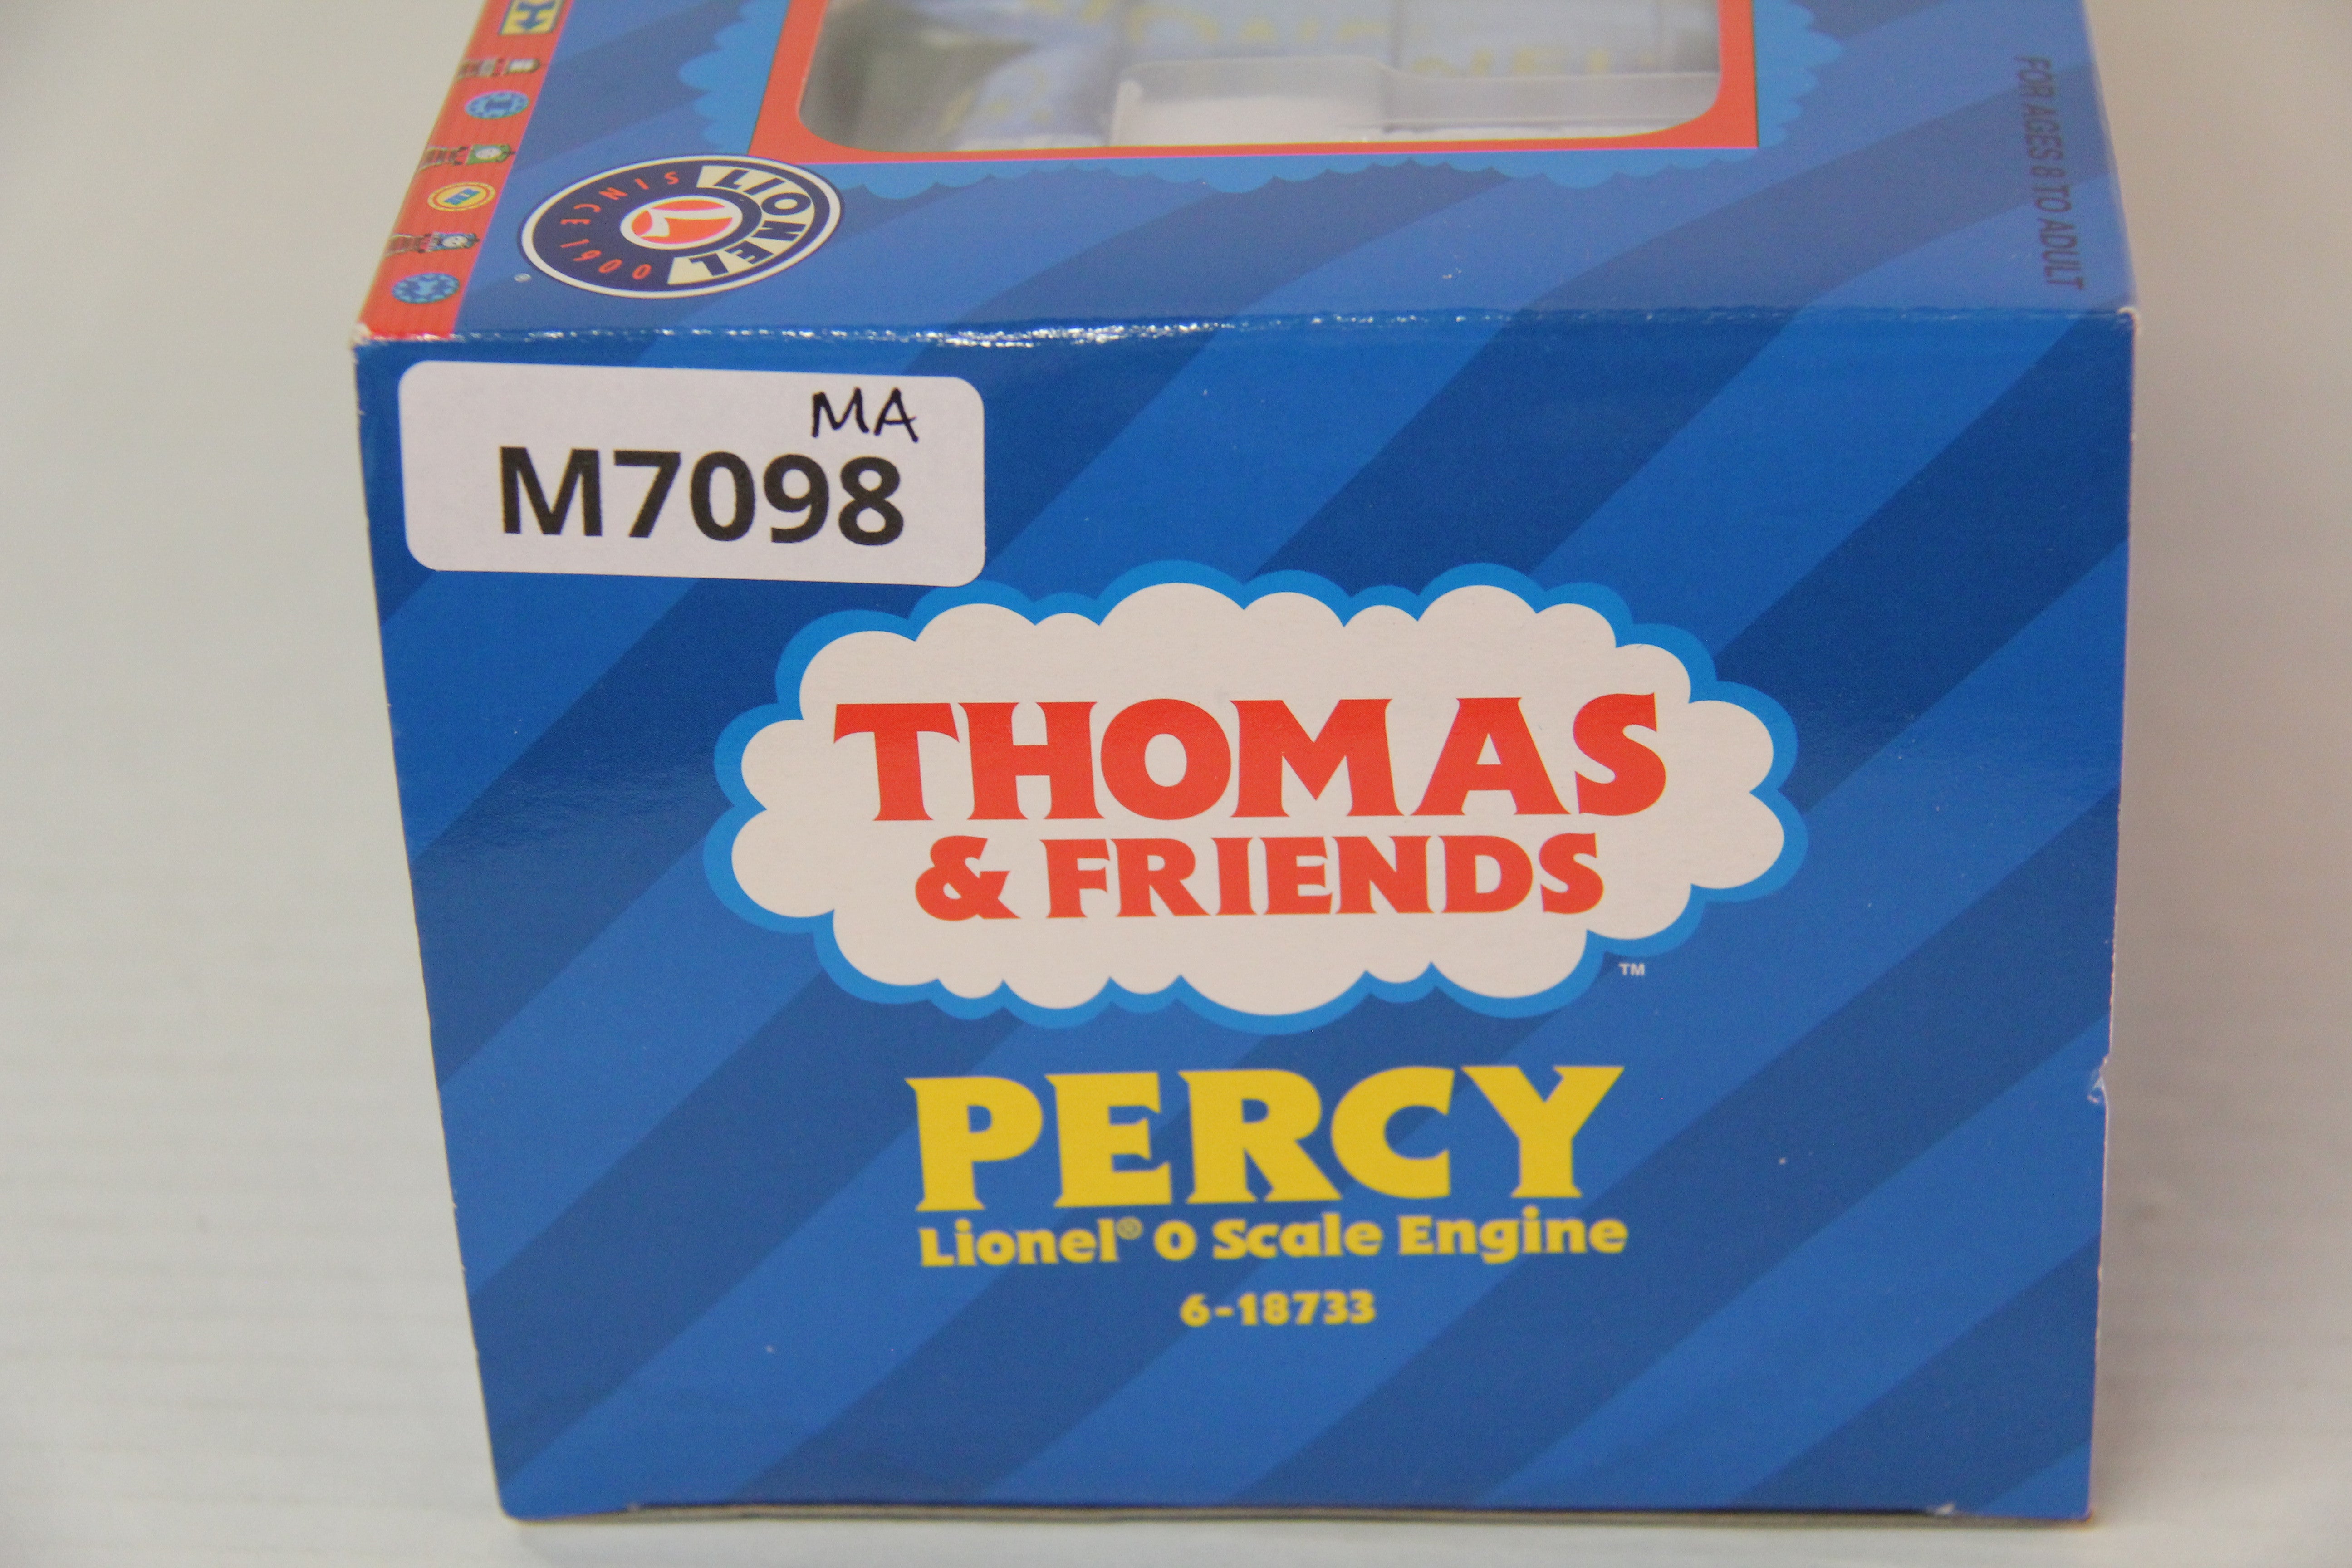 LIONEL
SINCE 1900
®
FOR AGES 8 TO ADULT
MA
M7098
THOMAS
& FRIENDS
™
PERCY
Lionel® O Scale Engine
6-18733